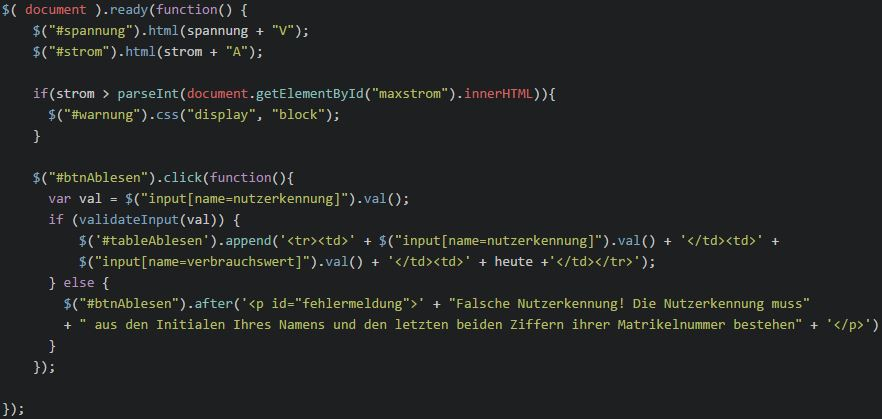 $( document ).ready(function() {
    $("#spannung").html(spannung + "V");
    $("#strom").html(strom + "A");

    if(strom > parseInt(document.getElementById("maxstrom").innerHTML)){
      $("#warnung").css("display", "block");
    }

    $("#btnAblesen").click(function(){
      var val = $("input[name=nutzerkennung]").val();
      if (validateInput(val)) {
          $('#tableAblesen').append('<tr><td>' + $("input[name=nutzerkennung]").val() + '</td><td>' +
          $("input[name=verbrauchswert]").val() + '</td><td>' + heute +'</td></tr>');
      } else {
        $("#btnAblesen").after('<p id="fehlermeldung">' + "Falsche Nutzerkennung! Die Nutzerkennung muss"
        + " aus den Initialen Ihres Namens und den letzten beiden Ziffern ihrer Matrikelnummer bestehen" + '</p>')
      }
    });

});